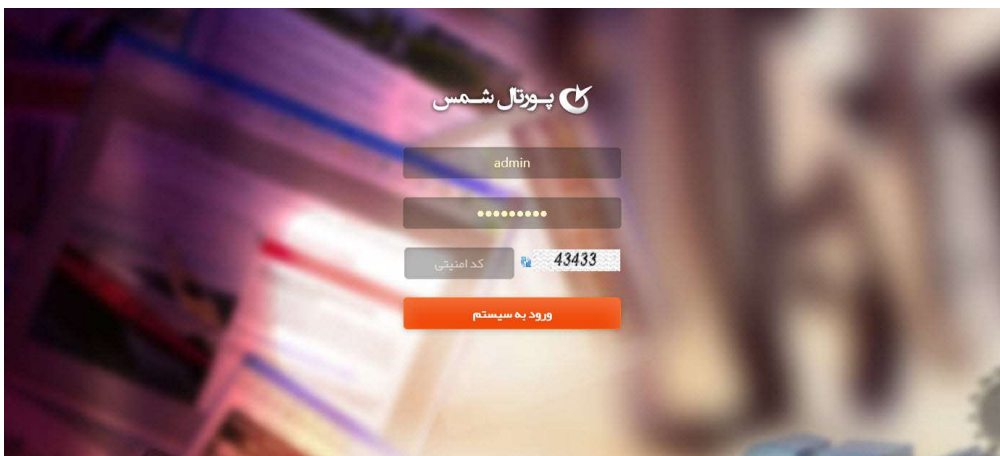 پورتال شمس
admin
•••••••••
کد امنیتی
43433
ورود به سیستم